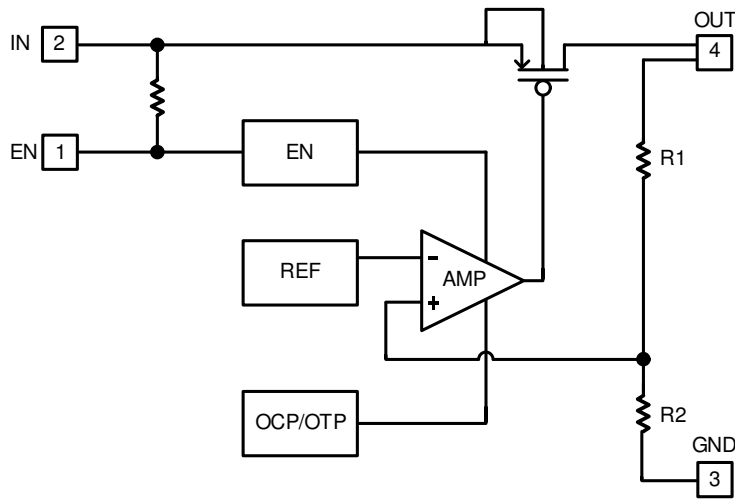 OUT
IN 2
4
EN 1
EN
R1
REF
-
AMP
+
OCP/OTP
R2
GND
3